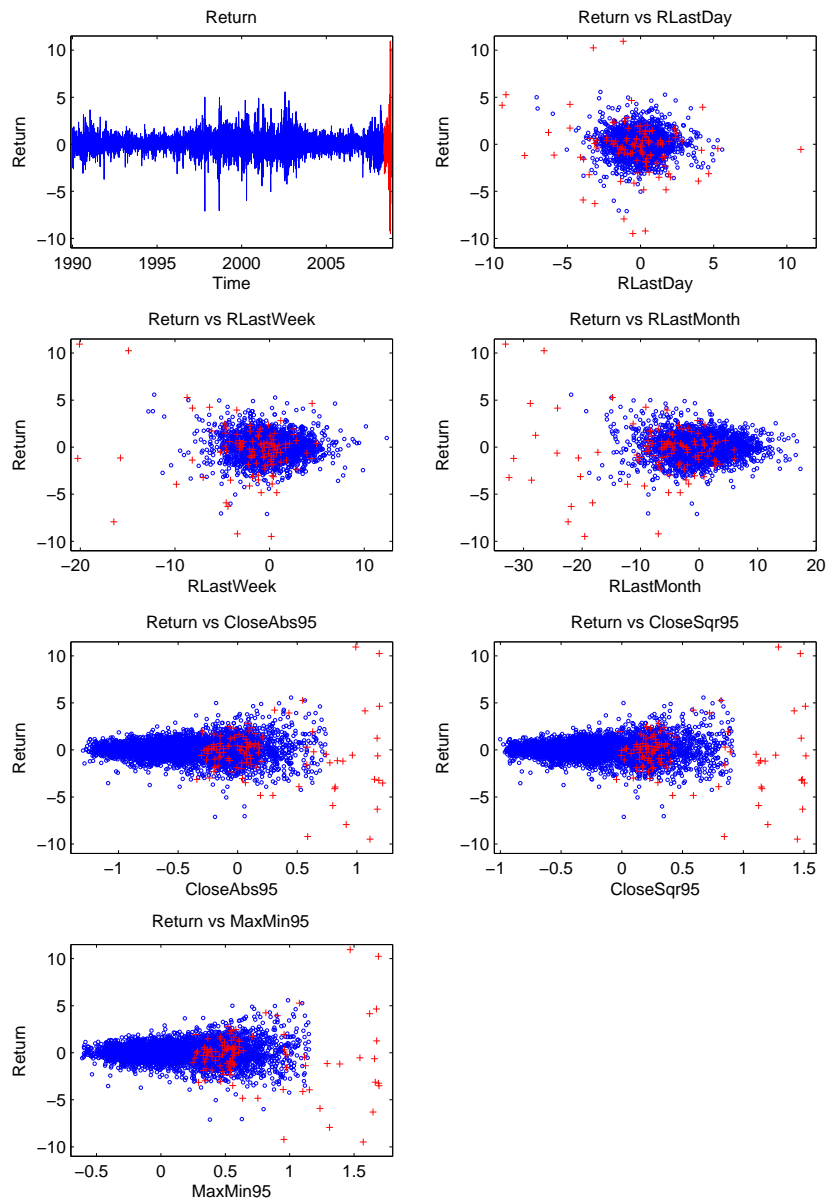 Return
Return
10
5
0
−5
−10
1990 1995 2000 2005
Time
Return vs RLastDay
Return
10
5
0
−5
−10
−10 −5 0 5 10
RLastDay
Return vs RLastWeek
Return
10
5
0
−5
−10
−20 −10 0 10
RLastWeek
Return vs RLastMonth
Return
10
5
0
−5
−10
−30 −20 −10 0 10 20
RLastMonth
Return vs CloseAbs95
Return
10
5
0
−5
−10
−1 −0.5 0 0.5 1
CloseAbs95
Return vs CloseSqr95
Return
10
5
0
−5
−10
−1 −0.5 0 0.5 1 1.5
CloseSqr95
Return vs MaxMin95
Return
10
5
0
−5
−10
−0.5 0 0.5 1 1.5
MaxMin95